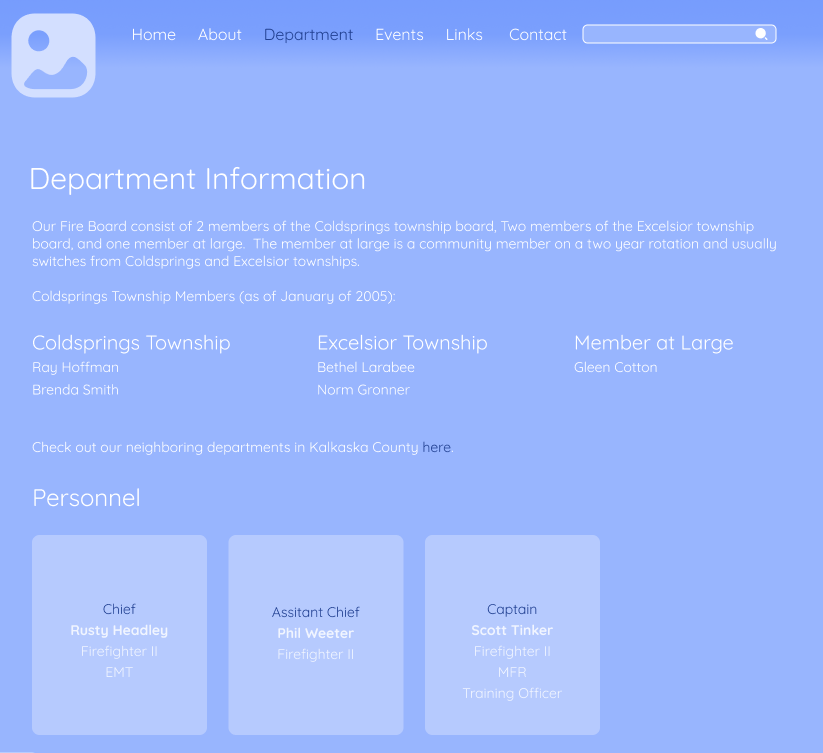 Home About Department Events Links Contact
Department Information
Our Fire Board consist of 2 members of the Coldsprings township board, Two members of the Excelsior township
board, and one member at large. The member at large is a community member on a two year rotation and usually
switches from Coldsprings and Excelsior townships.
Coldsprings Township Members (as of January of 2005):
Coldsprings Township
Ray Hoffman
Brenda Smith
Excelsior Township
Bethel Larabee
Norm Gronner
Member at Large
Gleen Cotton
Check out our neighboring departments in Kalkaska County here.
Personnel
Chief
Rusty Headley
Firefighter II
EMT
Assitant Chief
Phil Weeter
Firefighter II
Captain
Scott Tinker
Firefighter II
MFR
Training Officer